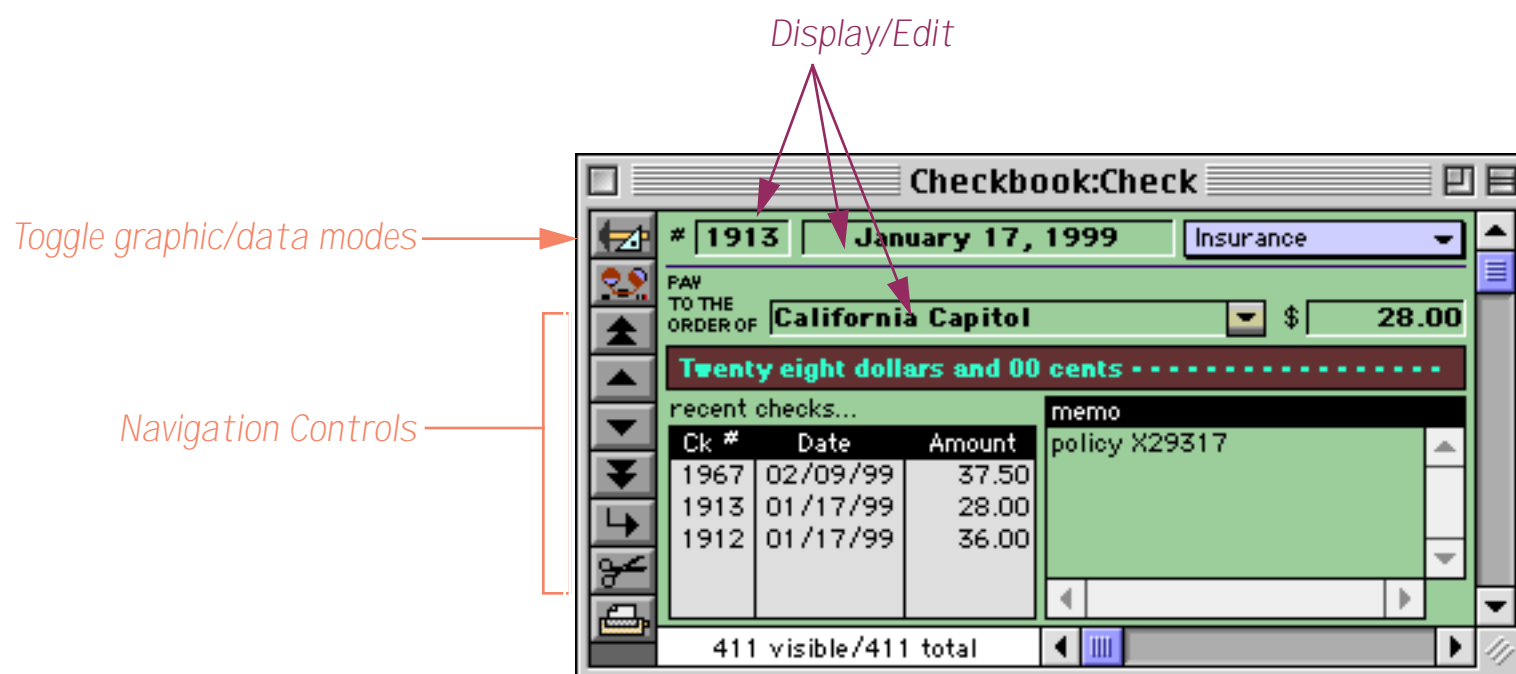 Display/Edit
Checkbook:Check
Toggle graphic/data modes
# 1913 January 17, 1999 Insurance
PAY
TO THE
ORDER OF California Capitol $ 28.00
Twenty eight dollars and 00 cents - - - - - - - - - - - - - - - - -
Navigation Controls
recent checks...
Ck # Date Amount
1967 02/09/99 37.50
1913 01/17/99 28.00
1912 01/17/99 36.00
memo
policy X29317
411 visible/411 total